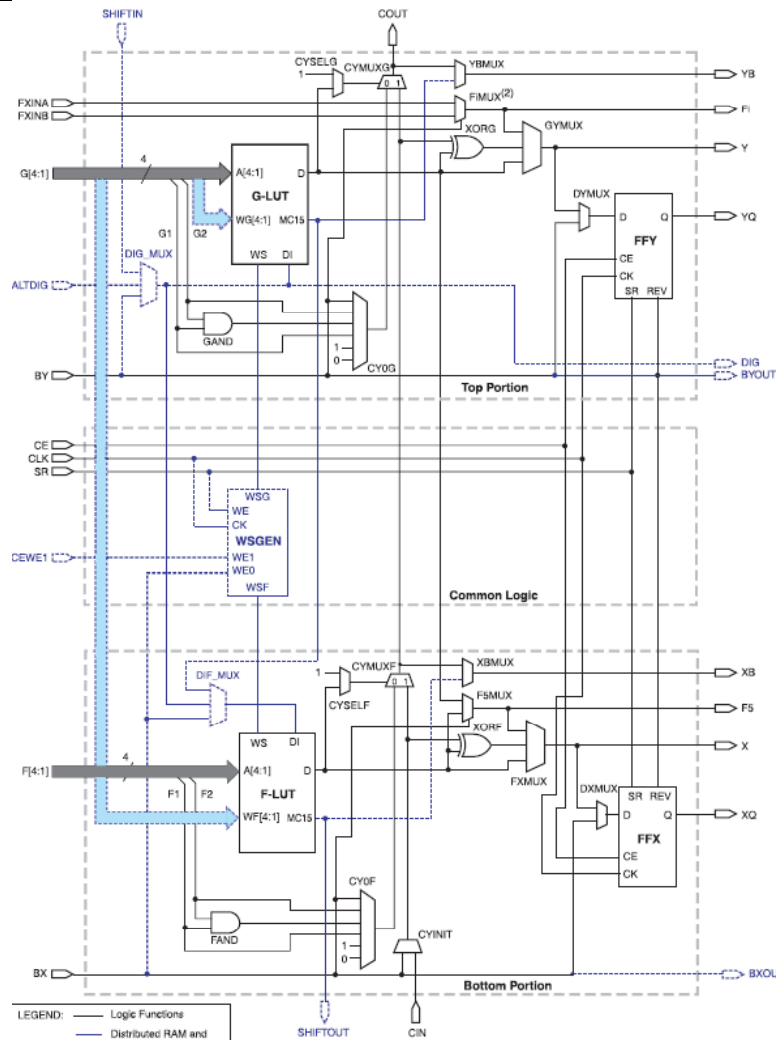 SHIFTIN
COUT
CYSELG
CYMUXG
YBMUX
1
0 1
YB
FXINA
FiMUX(2)
Fi
FXINB
XORG
GYMUX
4
Y
G[4:1]
A[4:1]
D
G-LUT
DYMUX
WG[4:1]
MC15
D
Q
YQ
G1
G2
FFY
DIG_MUX
WS
DI
CE
CK
ALTDIG
SR
REV
GAND
1
DIG
0
CY0G
BY
BYOUT
Top Portion
CE
CLK
SR
WSG
WE
CK
WSGEN
CEWE1
WE1
WE0
WSF
Common Logic
CYMUXF
XBMUX
1
XB
DIF_MUX
0 1
F5MUX
CYSELF
F5
WS
DI
XORF
X
4
F[4:1]
A[4:1]
D
FXMUX
F-LUT
DXMUX
SR
REV
F1
F2
WF[4:1]
MC15
D
Q
XQ
FFX
CE
CK
CY0F
FAND
CYINIT
1
0
BX
BXOU
Bottom Portion
LEGEND:
Logic Functions
Distributed RAM and
SHIFTOUT
CIN